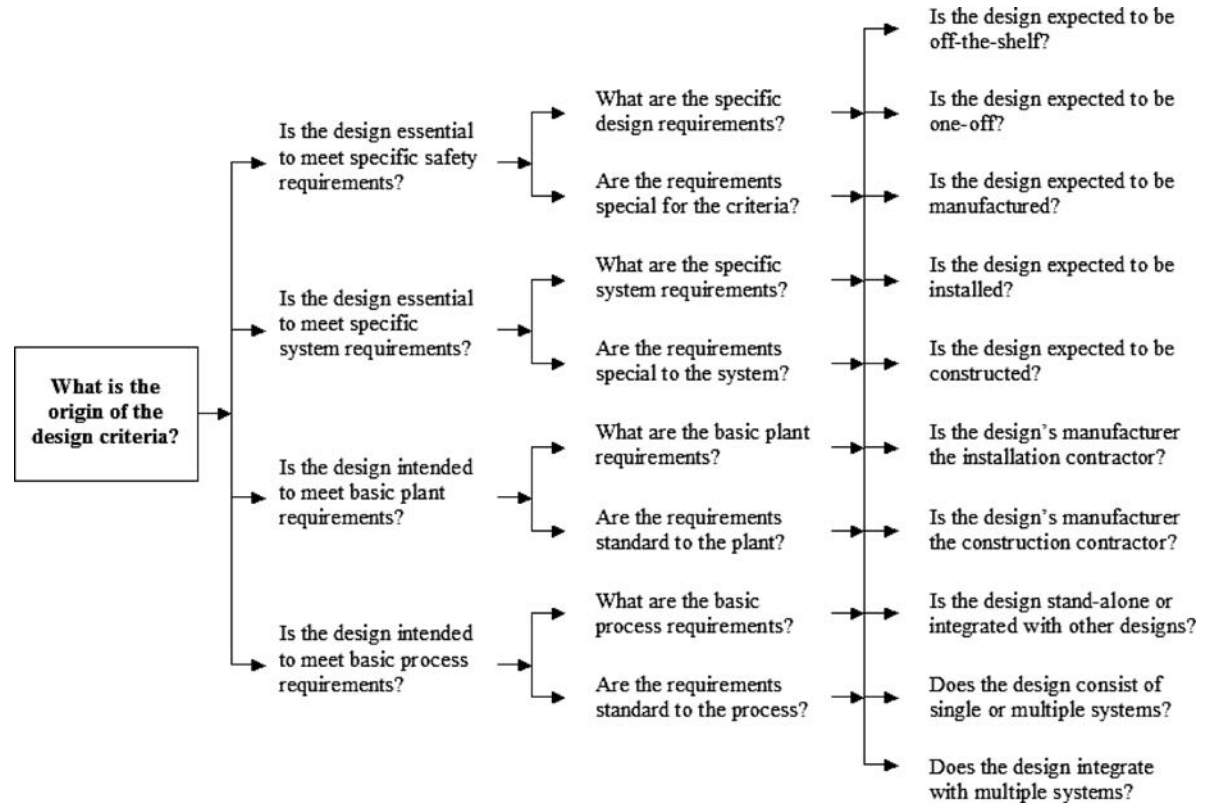 What is the
origin of the
design criteria?
Is the design essential
to meet specific safety
requirements?
Is the design essential
to meet specific
system requirements?
Is the design intended
to meet basic plant
requirements?
Is the design intended
to meet basic process
requirements?
What are the specific
design requirements?
Are the requirements
special for the criteria?
What are the specific
system requirements?
Are the requirements
special to the system?
What are the basic plant
requirements?
Are the requirements
standard to the plant?
What are the basic
process requirements?
Are the requirements
standard to the process?
Is the design expected to be
off-the-shelf?
Is the design expected to be
one-off?
Is the design expected to be
manufactured?
Is the design expected to be
installed?
Is the design expected to be
constructed?
Is the design’s manufacturer
the installation contractor?
Is the design’s manufacturer
the construction contractor?
Is the design stand-alone or
integrated with other designs?
Does the design consist of
single or multiple systems?
Does the design integrate
with multiple systems?